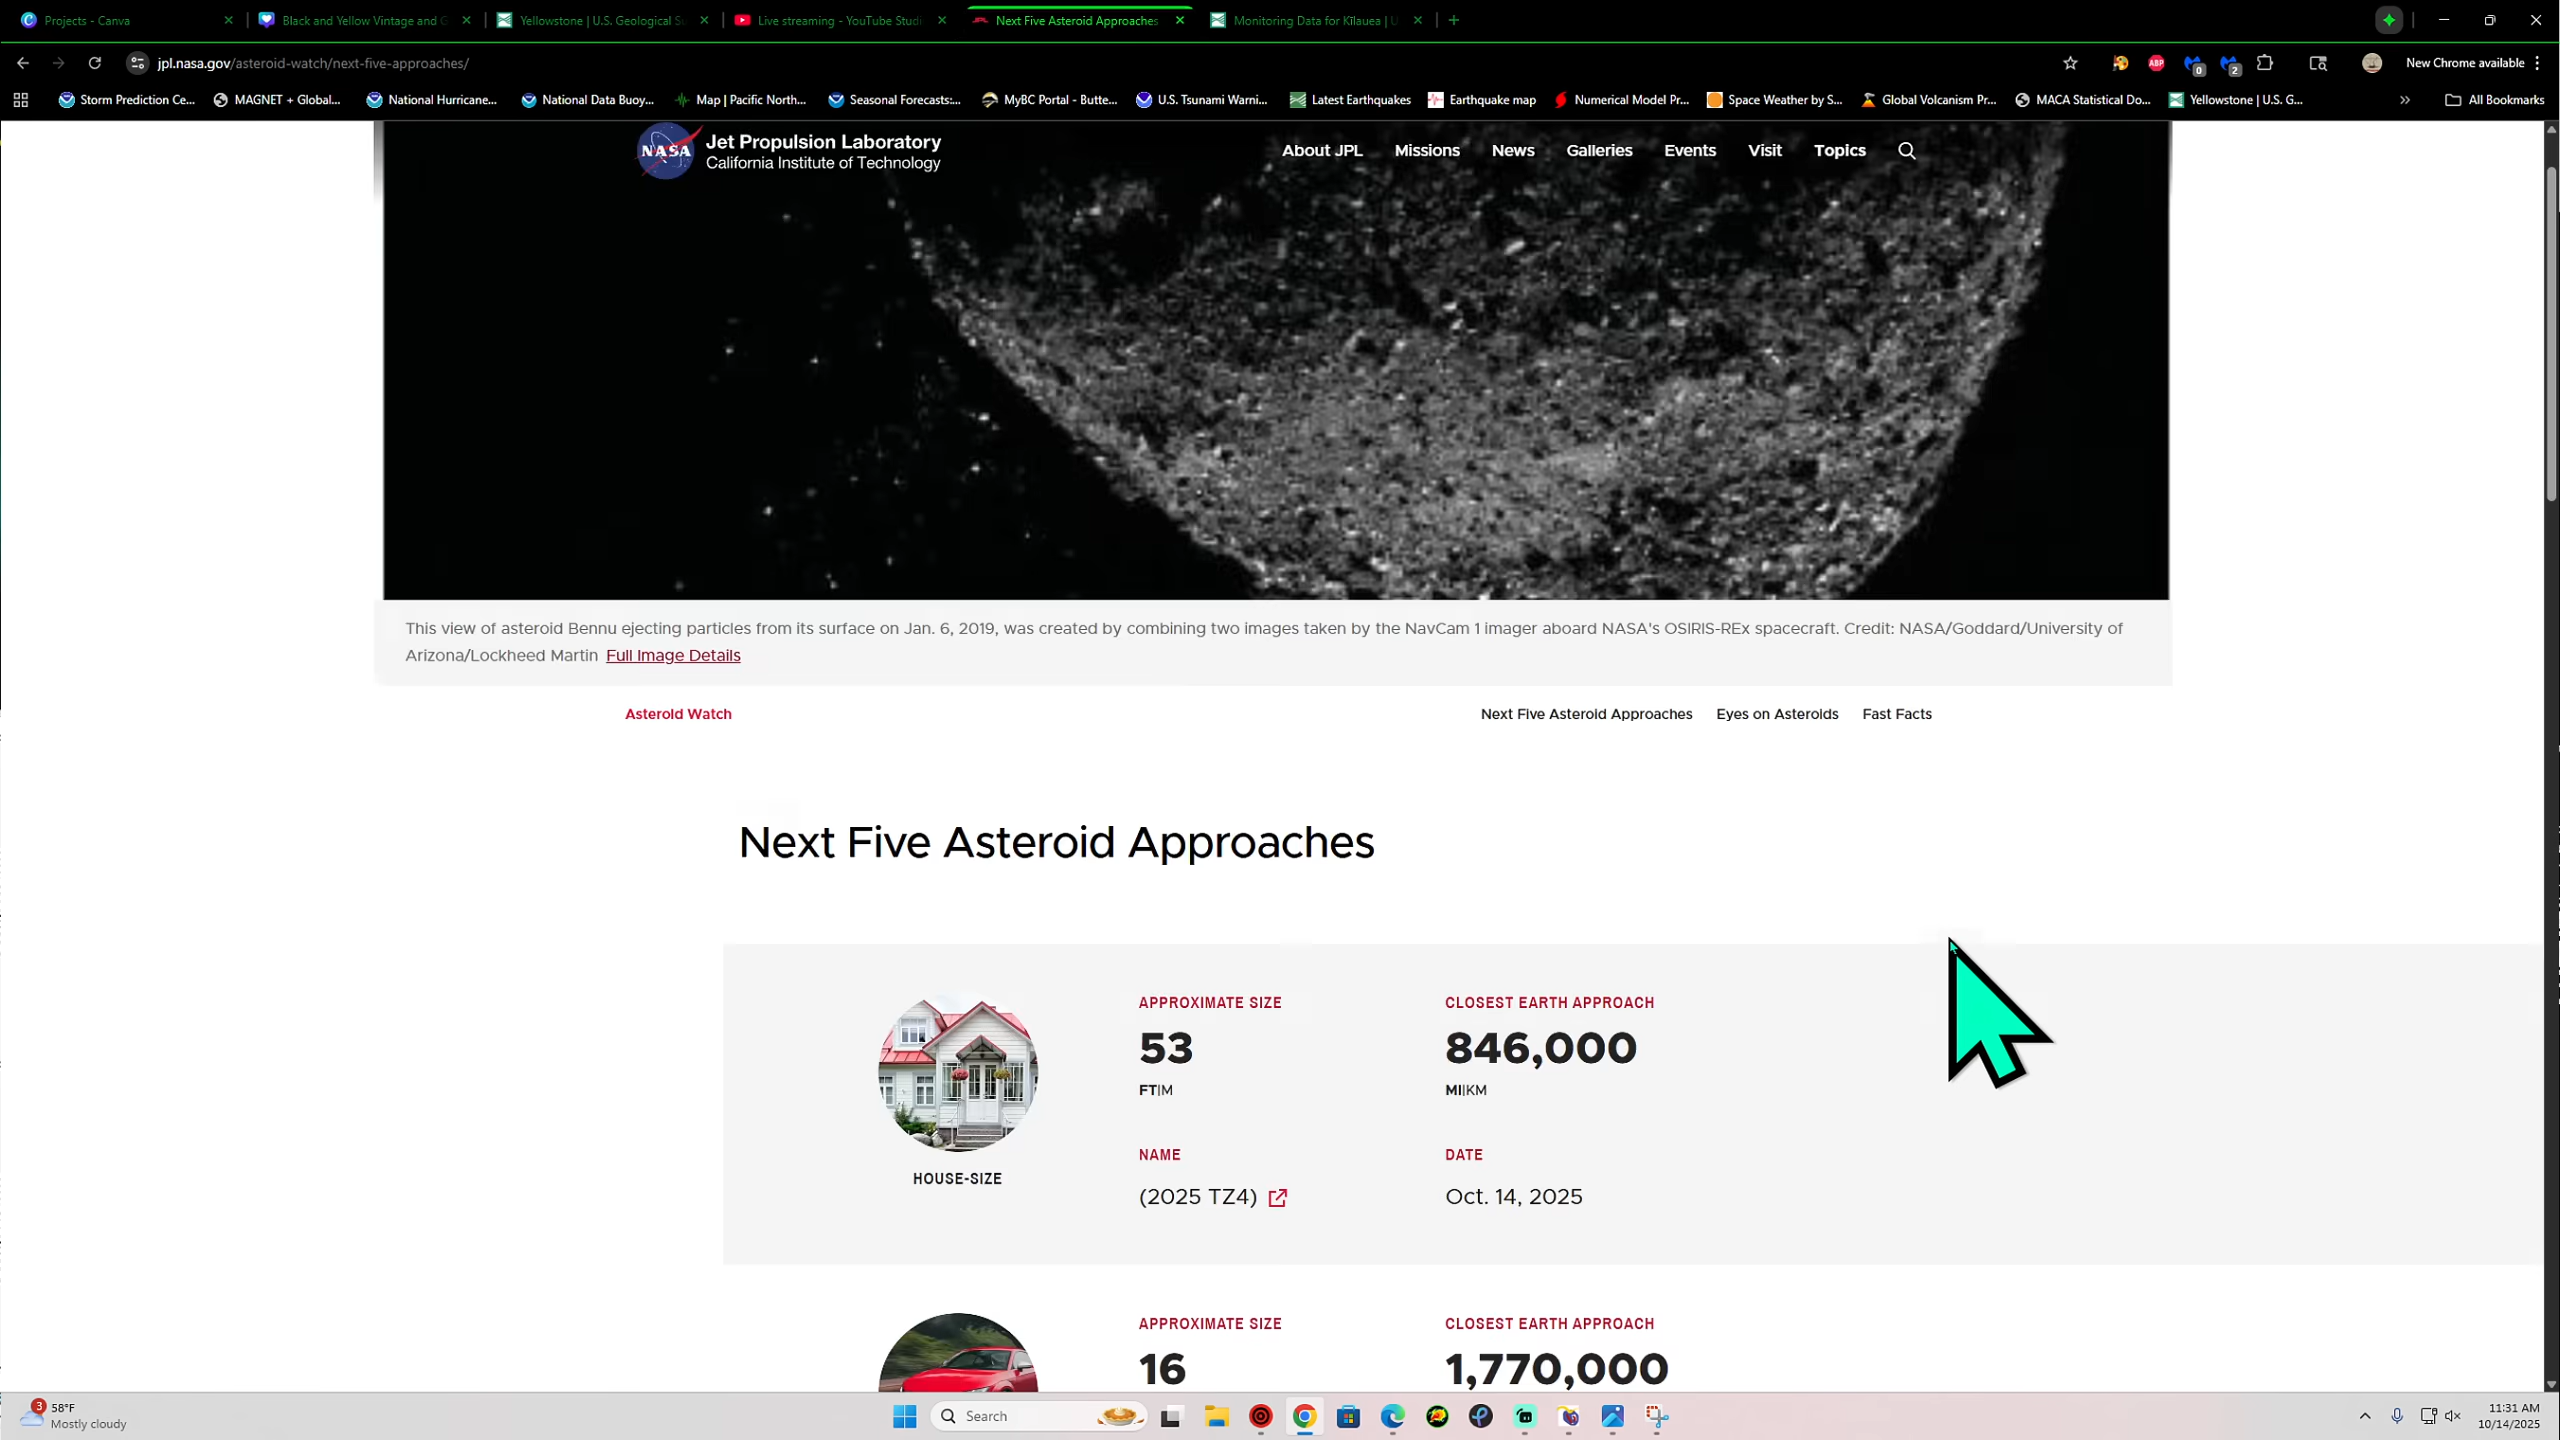 Projects - Canva
Black and Yellow Vintage and G
Yellowstone | U.S. Geological Su
Live streaming - YouTube Studi
Next Five Asteroid Approaches
Monitoring Data for Kīlauea | U
jpl.nasa.gov/asteroid-watch/next-five-approaches/
ABP
0
2
New Chrome available
Storm Prediction Ce...
MAGNET + Global...
National Hurricane...
National Data Buoy...
Map | Pacific North...
Seasonal Forecasts:...
MyBC Portal - Butte...
U.S. Tsunami Warni...
Latest Earthquakes
Earthquake map
Numerical Model Pr...
Space Weather by S...
Global Volcanism Pr...
MACA Statistical Do...
Yellowstone | U.S. G...
All Bookmarks
NASA
Jet Propulsion Laboratory
California Institute of Technology
About JPL
Missions
News
Galleries
Events
Visit
Topics
This view of asteroid Bennu ejecting particles from its surface on Jan. 6, 2019, was created by combining two images taken by the NavCam 1 imager aboard NASA's OSIRIS-REx spacecraft. Credit: NASA/Goddard/University of
Arizona/Lockheed Martin Full Image Details
Asteroid Watch
Next Five Asteroid Approaches
Eyes on Asteroids
Fast Facts
Next Five Asteroid Approaches
APPROXIMATE SIZE
CLOSEST EARTH APPROACH
53
846,000
FT|M
MI|KM
NAME
DATE
HOUSE-SIZE
(2025 TZ4)
Oct. 14, 2025
APPROXIMATE SIZE
CLOSEST EARTH APPROACH
16
1,770,000
3
58°F
Mostly cloudy
Search
11:31 AM
10/14/2025